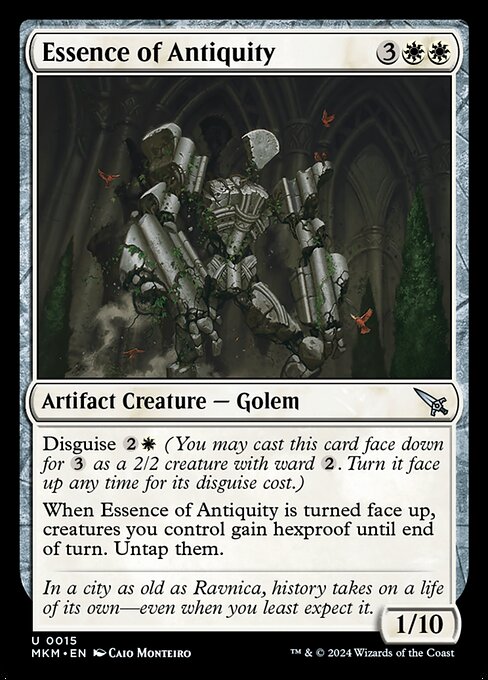 Essence of Antiquity 3
Artifact Creature — Golem
Disguise 2 (You may cast this card face down
for 3 as a 2/2 creature with ward 2. Turn it face
up any time for its disguise cost.)
When Essence of Antiquity is turned face up,
creatures you control gain hexproof until end
of turn. Untap them.
In a city as old as Ravnica, history takes on a life
of its own—even when you least expect it.
1/10
U 0015
MKM • EN Caio Monteiro
™ & © 2024 Wizards of the Coast